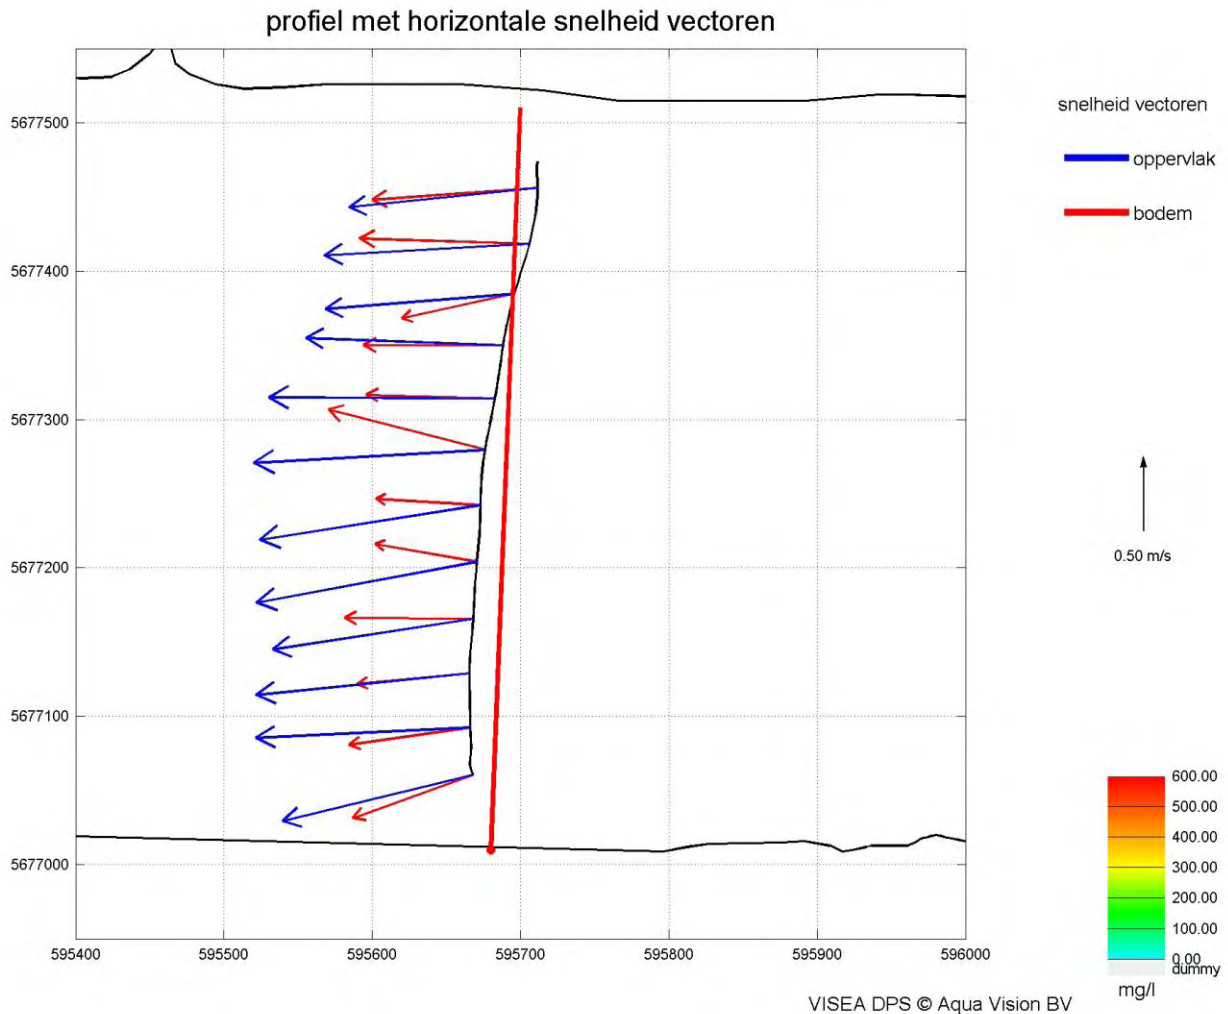 profiel met horizontale snelheid vectoren
snelheid vectoren
oppervlak
bodem
5677500
5677400
5677300
5677200
5677100
5677000
0.50 m/s
595400
595500
595600
595700
595800
595900
596000
600.00
500.00
400.00
300.00
200.00
100.00
0.00
dummy
mg/l
VISEA DPS © Aqua Vision BV